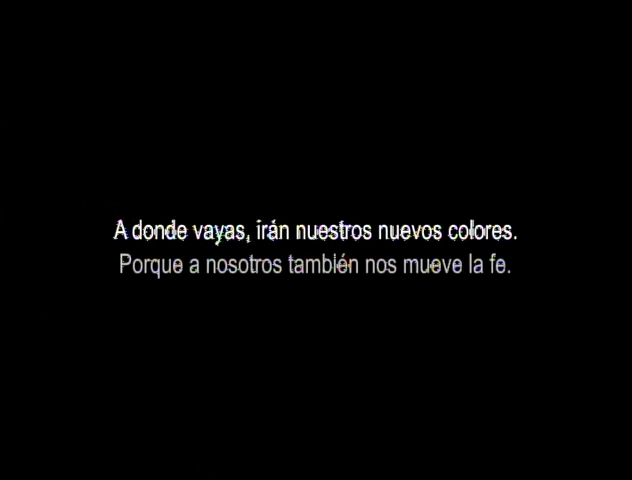 A donde vayas, irán nuestros nuevos colores.
Porque a nosotros también nos mueve la fe.